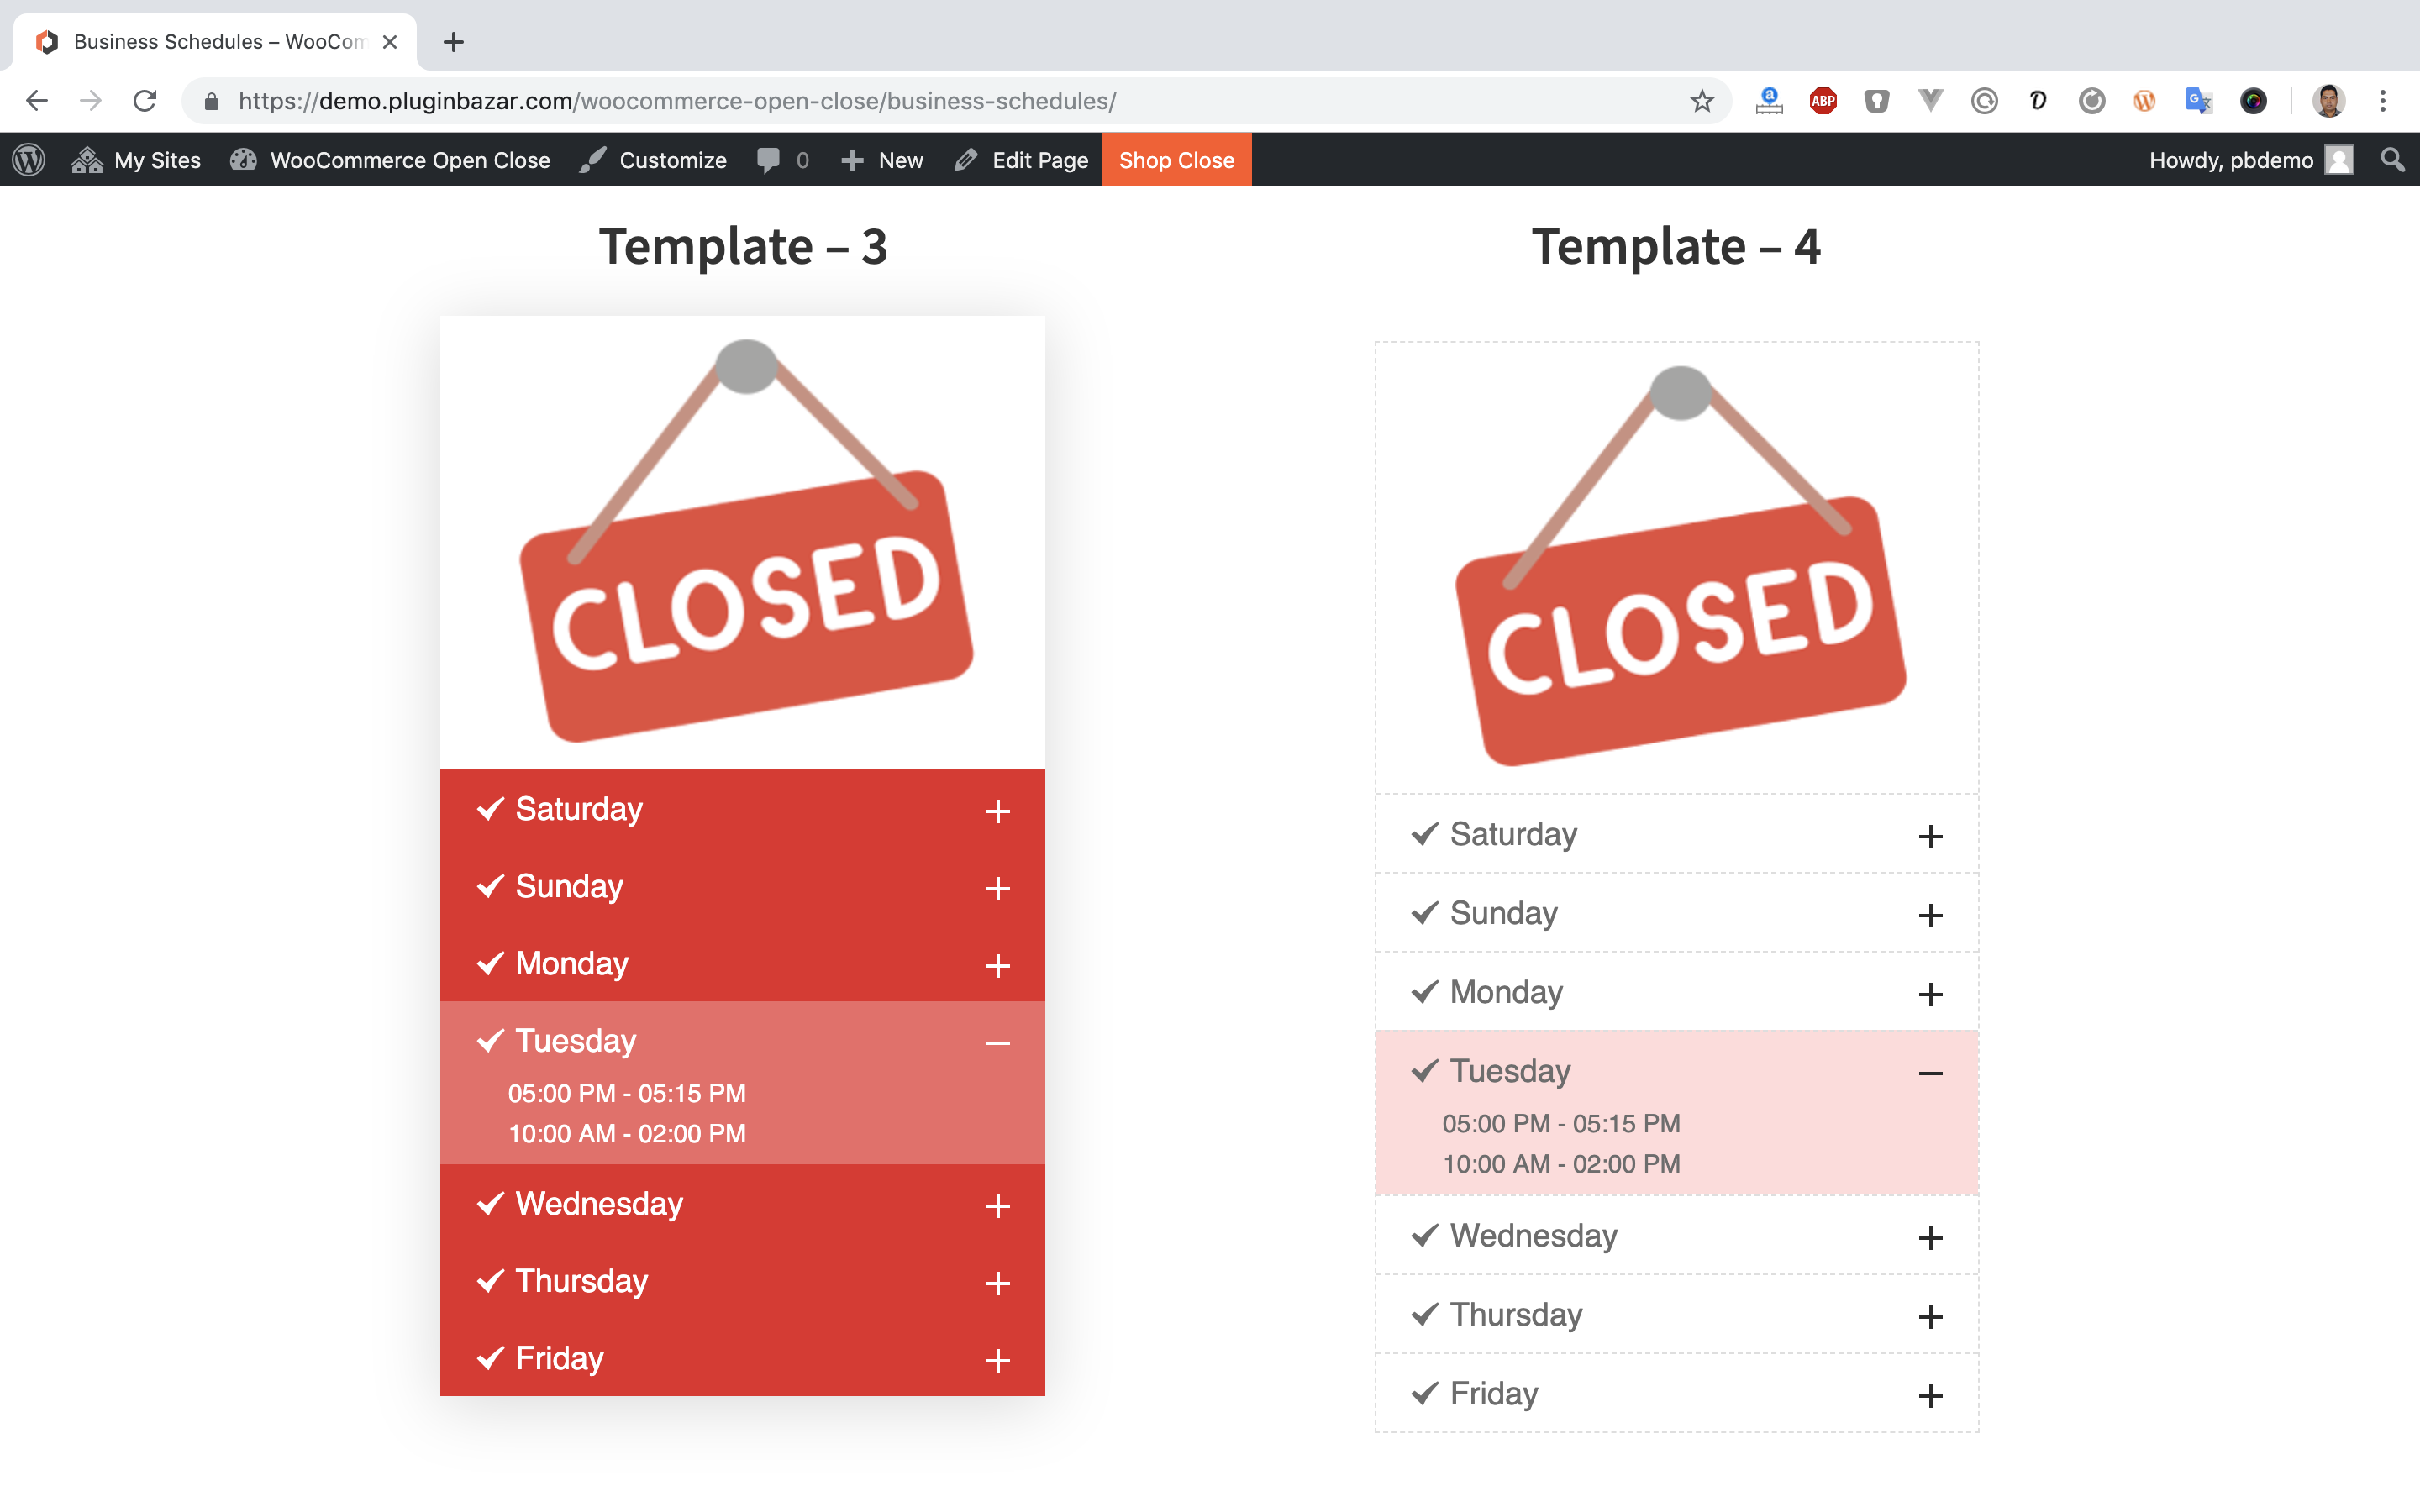 Business Schedules – WooCom
https://demo.pluginbazar.com/woocommerce-open-close/business-schedules/
a
ABP
My Sites
WooCommerce Open Close
Customize
0
New
Edit Page
Shop Close
Howdy, pbdemo
Template – 3
CLOSED
Saturday
Sunday
Monday
Tuesday
05:00 PM - 05:15 PM
10:00 AM - 02:00 PM
Wednesday
Thursday
Friday
Template – 4
CLOSED
Saturday
Sunday
Monday
Tuesday
05:00 PM - 05:15 PM
10:00 AM - 02:00 PM
Wednesday
Thursday
Friday